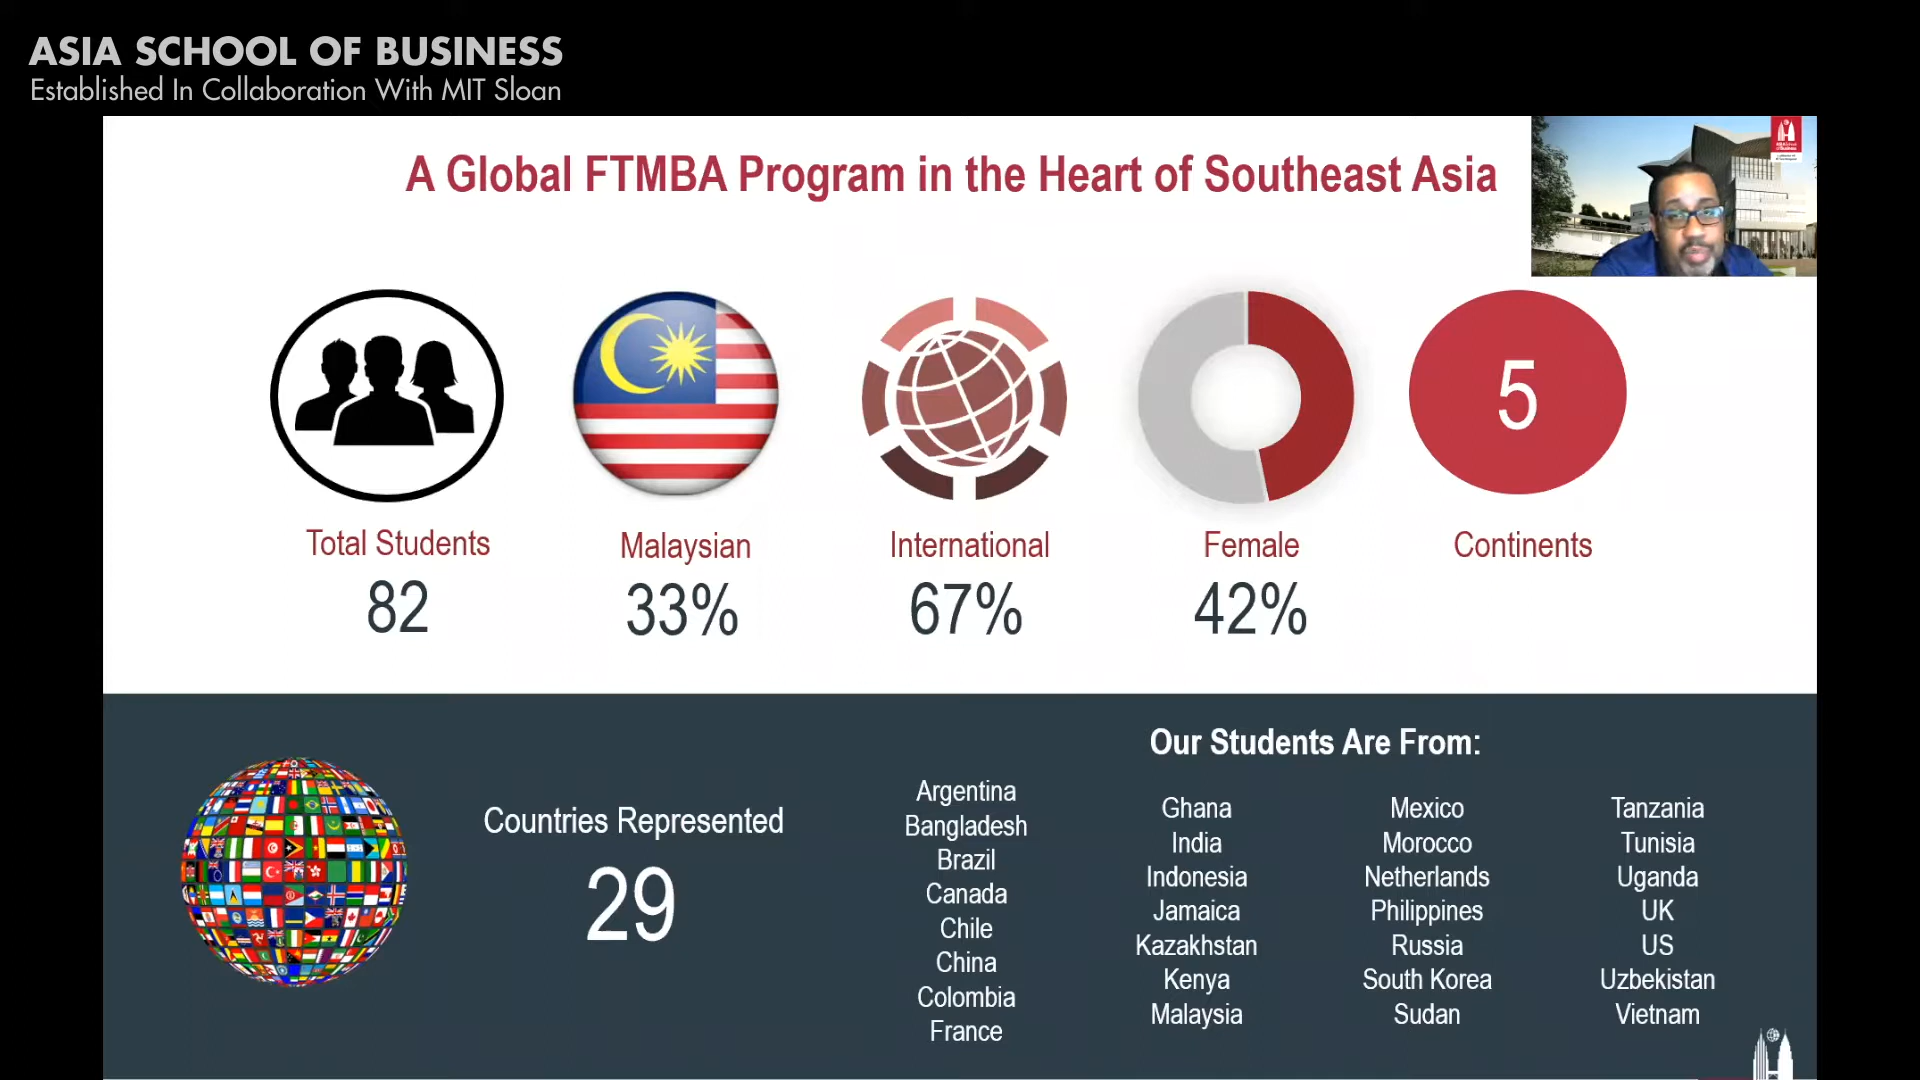 ASIA SCHOOL OF BUSINESS
Established In Collaboration With MIT Sloan
A Global FTMBA Program in the Heart of Southeast Asia
5
Total Students
82
Malaysian
33%
International
67%
Female
42%
Continents
Countries Represented
29
Our Students Are From:
Argentina
Bangladesh
Brazil
Canada
Chile
China
Colombia
France
Ghana
India
Indonesia
Jamaica
Kazakhstan
Kenya
Malaysia
Mexico
Morocco
Netherlands
Philippines
Russia
South Korea
Sudan
Tanzania
Tunisia
Uganda
UK
US
Uzbekistan
Vietnam